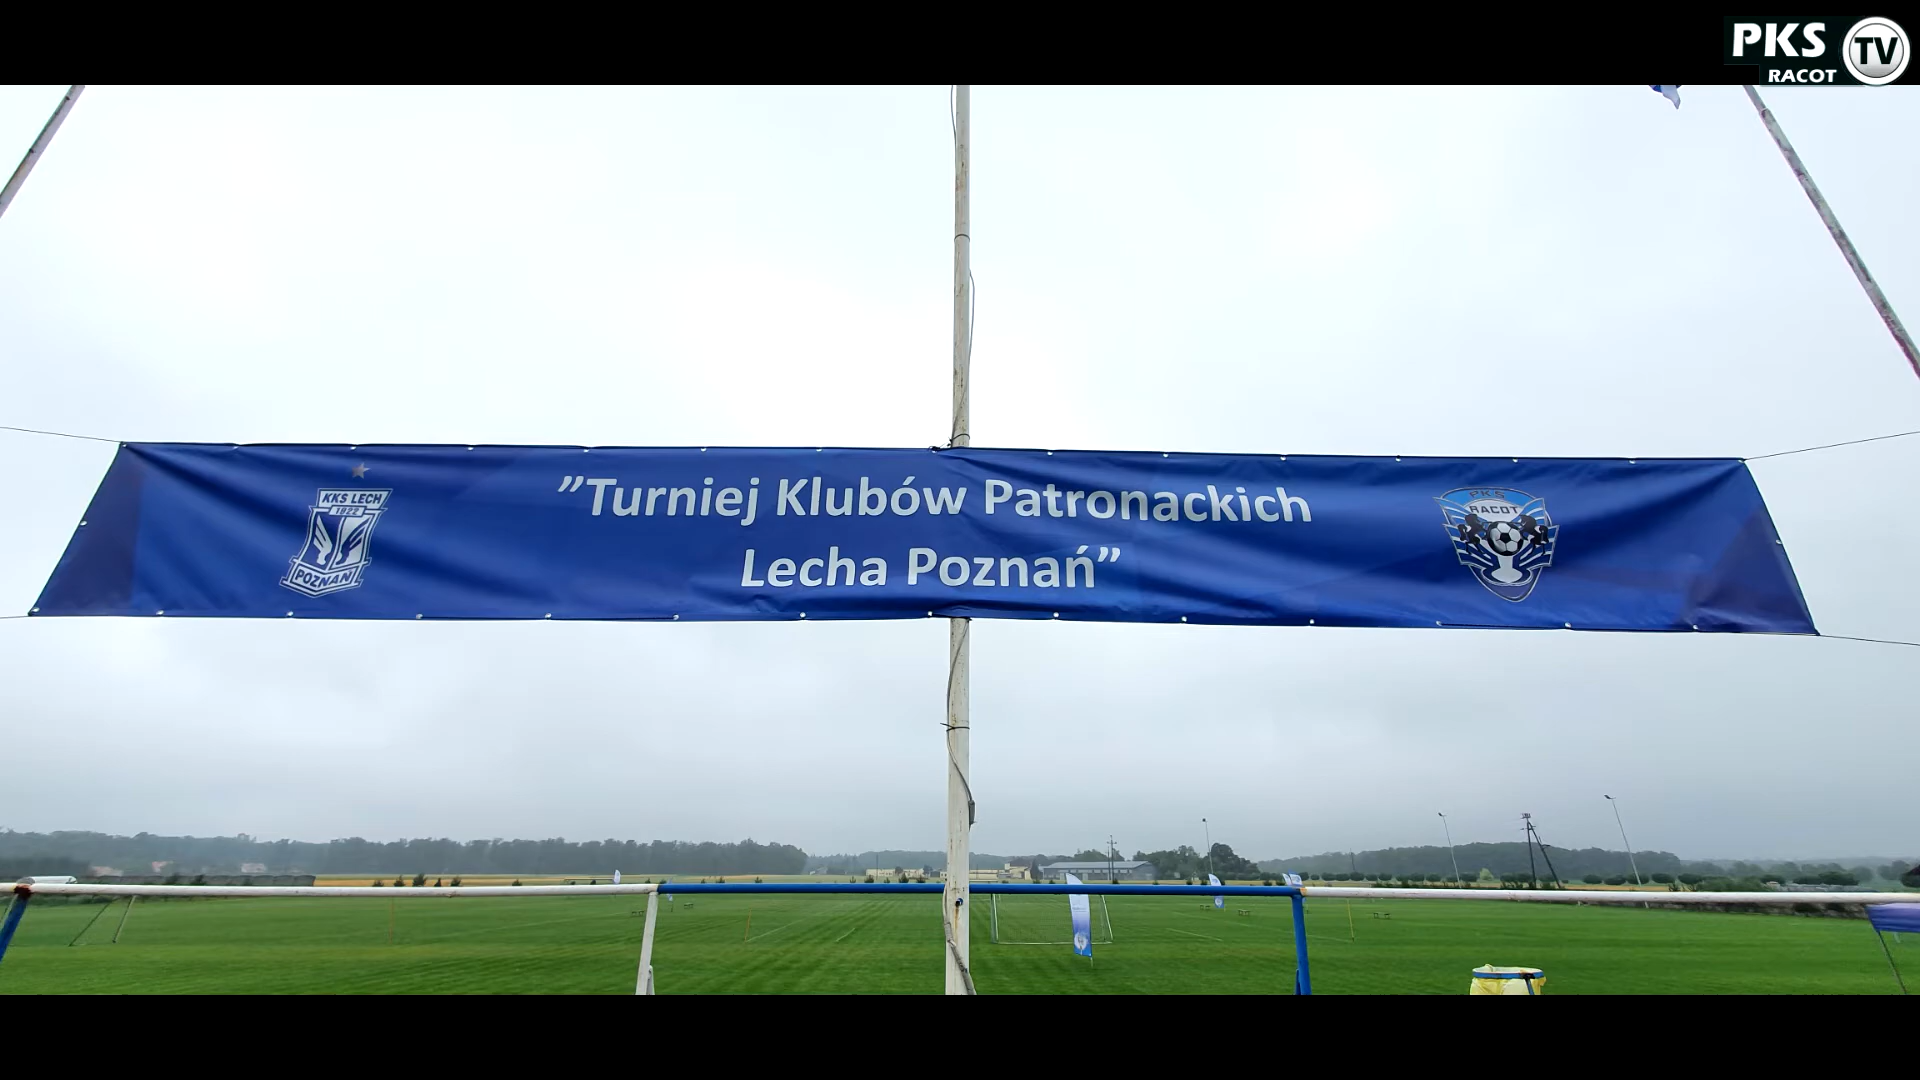 PKS TV
RACOT
"Turniej Klubów Patronackich
Lecha Poznań"
KKS LECH
1922
POZNAŃ
PKS
RACOT